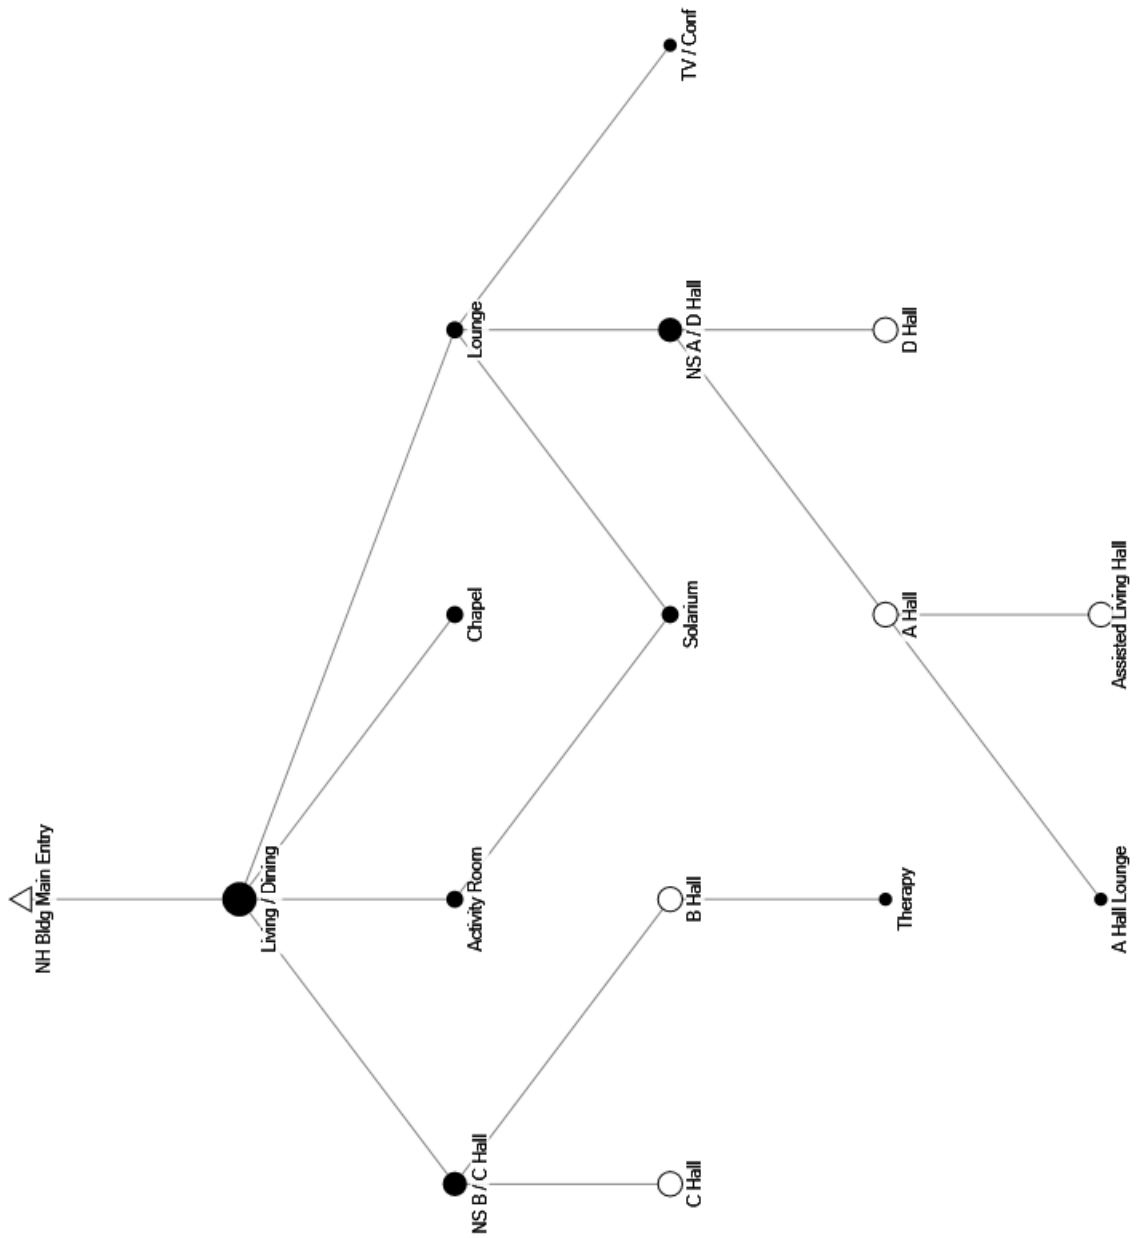 NH Bldg Main Entry
Living / Dining
NS B / C Hall
Activity Room
Chapel
Lounge
C Hall
B Hall
Solarium
NS A / D Hall
TV / Conf
Therapy
A Hall
D Hall
A Hall Lounge
Assisted Living Hall